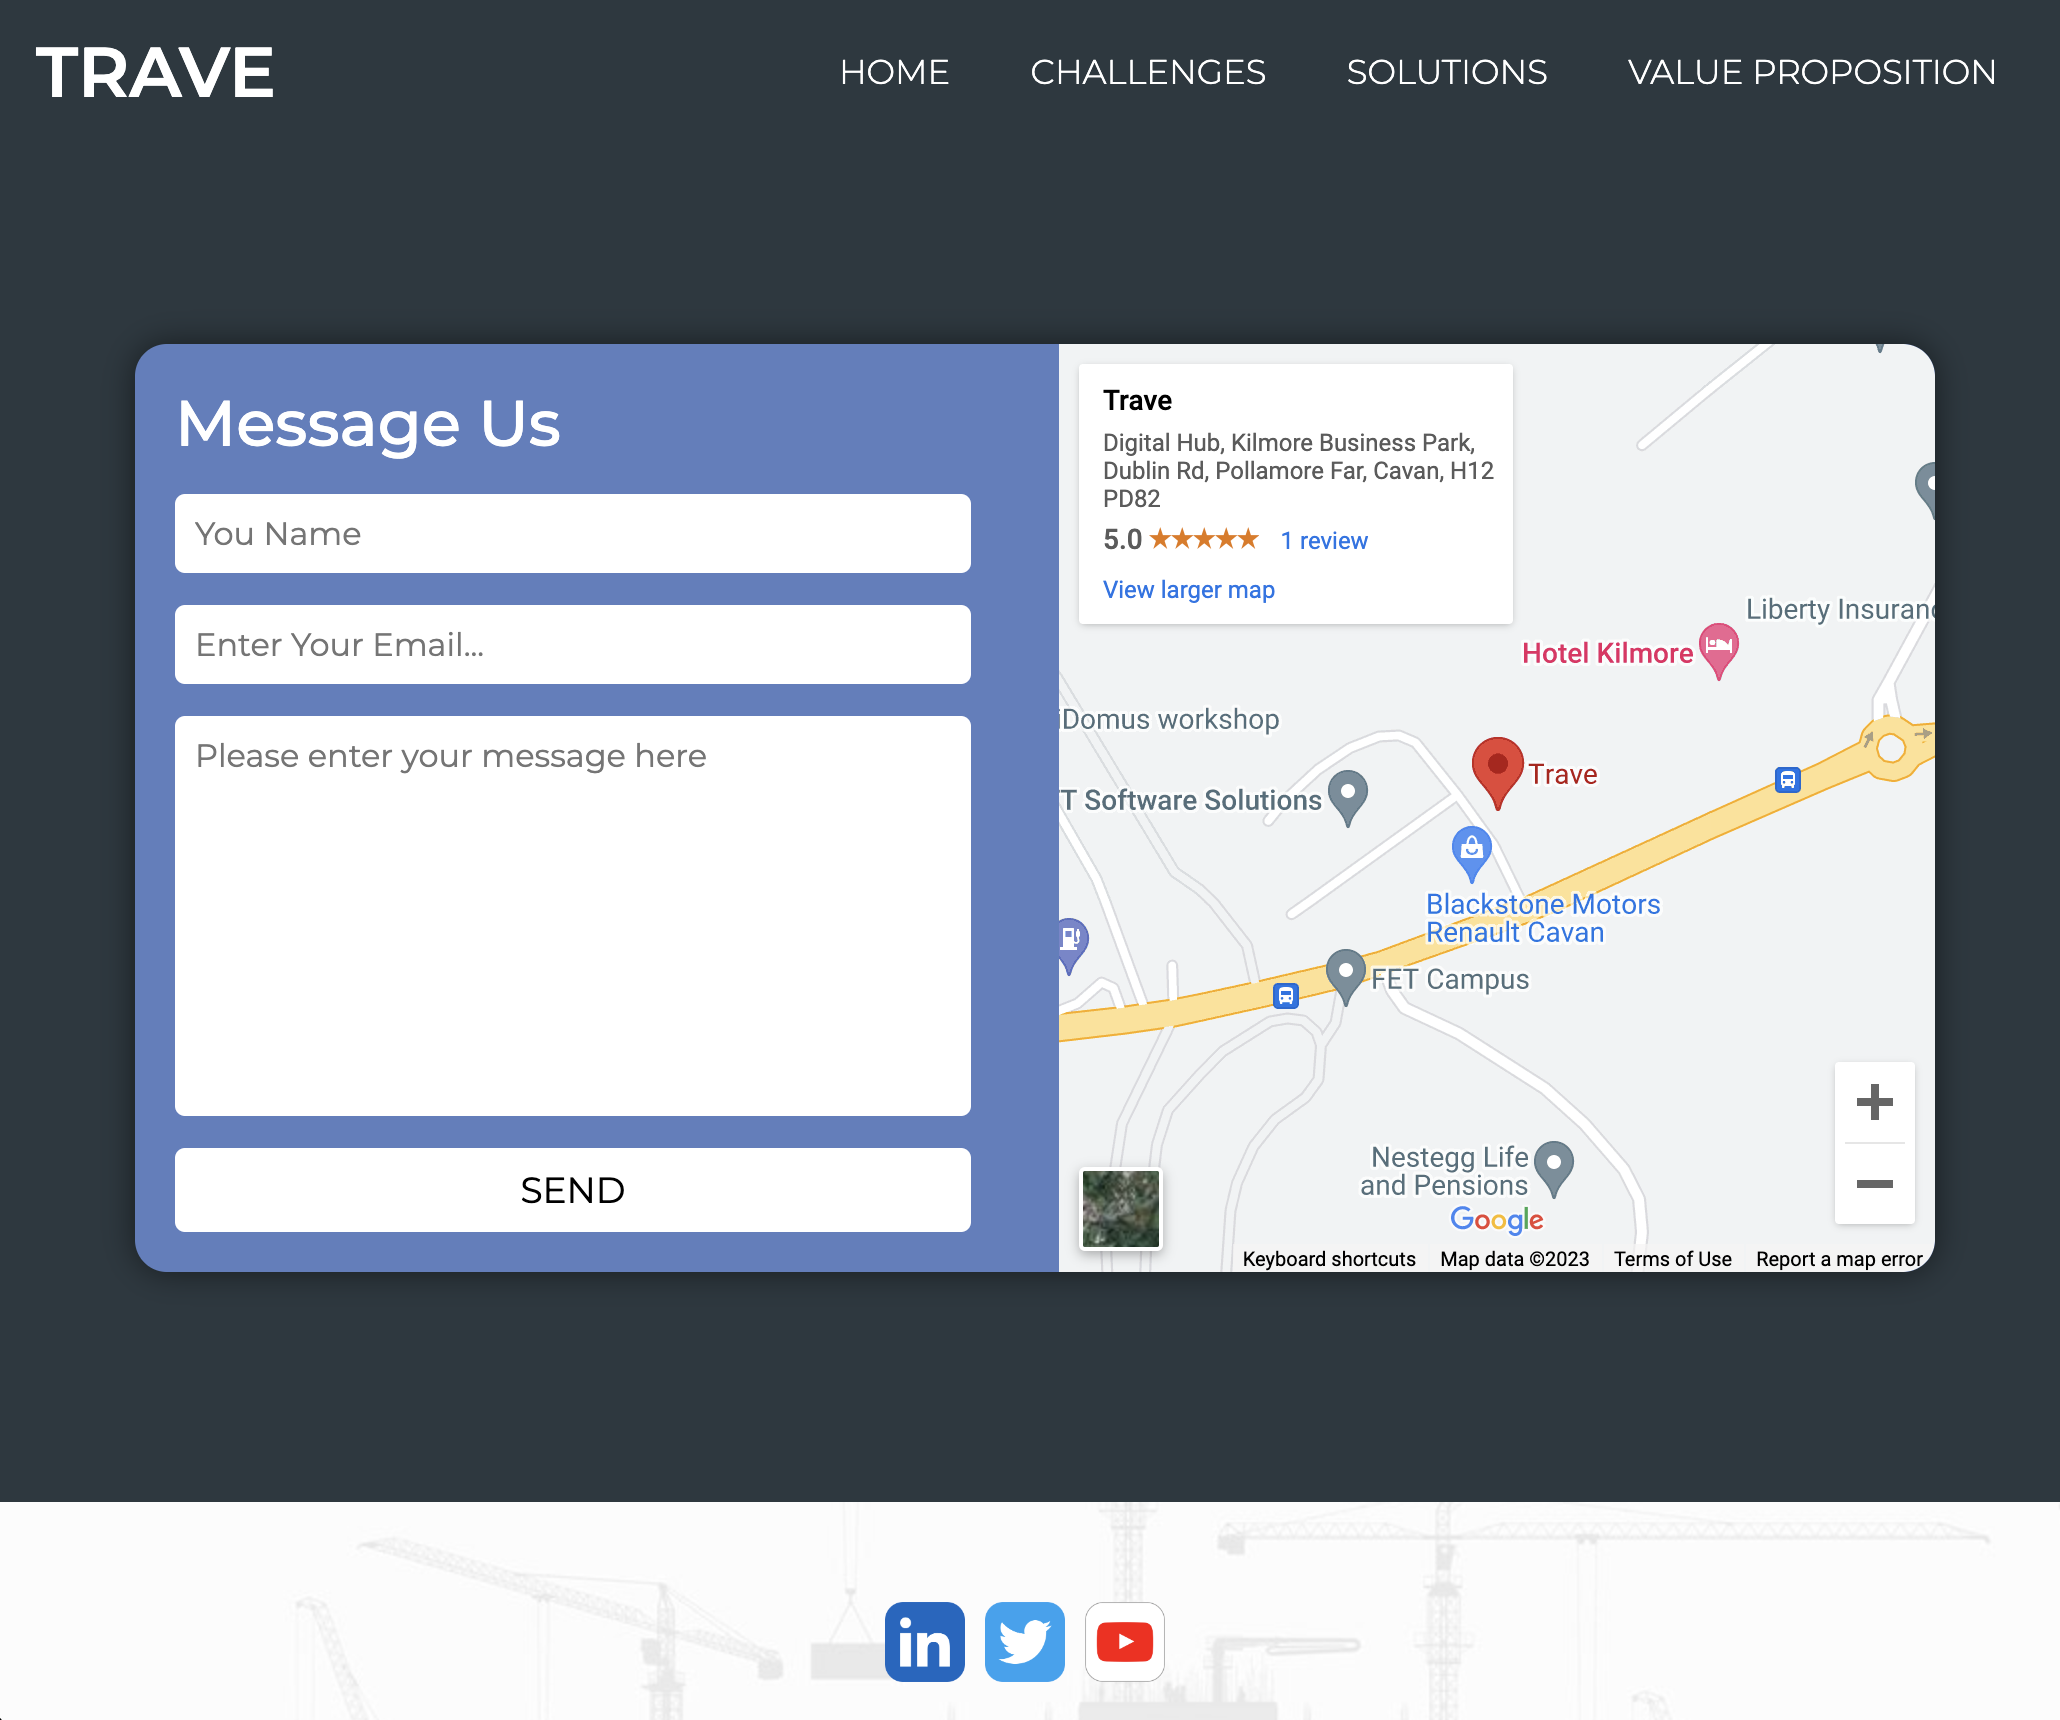 TRAVE
HOME CHALLENGES SOLUTIONS VALUE PROPOSITION
Message Us
You Name
Enter Your Email...
Please enter your message here
SEND
Trave
Digital Hub, Kilmore Business Park,
Dublin Rd, Pollamore Far, Cavan, H12
PD82
5.0 ★★★★★ 1 review
View larger map
Liberty
Hotel Kilmore
iDomus workshop
Trave
T Software Solutions
Blackstone Motors
Renault Cavan
FET Campus
Nestegg Life
and Pensions
Google
Keyboard shortcuts Map data ©2023 Terms of Use Report a map error
in